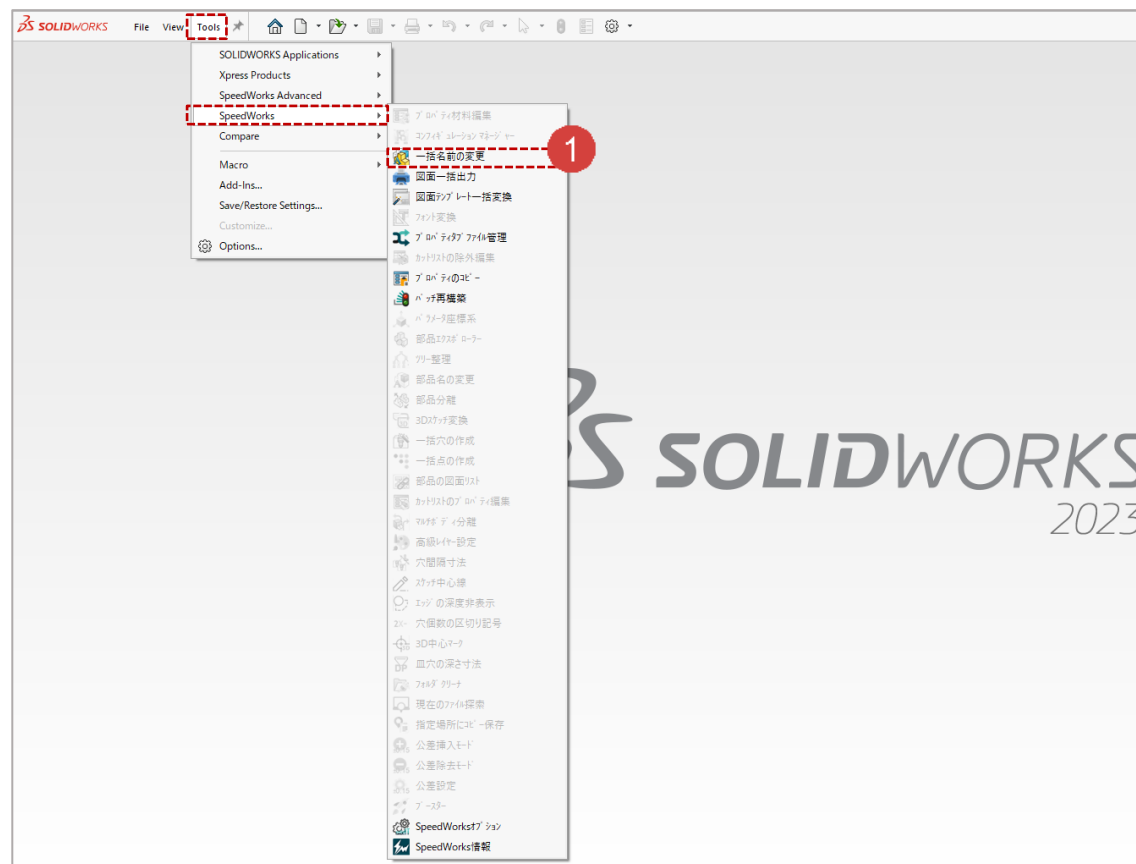 SOLIDWORKS File View Tools
SOLIDWORKS Applications
Xpress Products
SpeedWorks Advanced
SpeedWorks
Compare
Macro
Add-Ins...
Save/Restore Settings...
Customize...
Options...
ﾌﾟﾛﾊﾟﾃｨ材料編集
ｺﾝﾌｨｷﾞｭﾚｰｼｮﾝﾏﾈｰｼﾞｬｰ
一括名前の変更
1
図面一括出力
図面ﾃﾝﾌﾟﾚｰﾄ一括変換
ﾌｫﾝﾄ変換
ﾌﾟﾛﾊﾟﾃｨﾀﾌﾞﾌｧｲﾙ管理
ｶｯﾄﾘｽﾄの除外編集
ﾌﾟﾛﾊﾟﾃｨのｺﾋﾟｰ
ﾊﾞｯﾁ再構築
ﾊﾟﾗﾒｰﾀ座標系
部品ｴｸｽﾎﾟﾛｰﾗｰ
ﾂﾘｰ整理
部品名の変更
部品分離
3Dｽｹｯﾁ変換
一括穴の作成
一括点の作成
部品の図面ﾘｽﾄ
ｶｯﾄﾘｽﾄのﾌﾟﾛﾊﾟﾃｨ編集
ﾏﾙﾁﾎﾞﾃﾞｨ分離
高級ﾚｲﾔｰ設定
穴間隔寸法
ｽｹｯﾁ中心線
ｴｯｼﾞの深度非表示
穴個数の区切り記号
3D中心ﾏｰｸ
皿穴の深さ寸法
ﾌｫﾙﾀﾞｸﾘｰﾅ
現在のﾌｧｲﾙ探索
指定場所にｺﾋﾟｰ保存
公差挿入ﾓｰﾄﾞ
公差除去ﾓｰﾄﾞ
公差設定
ﾌﾞｰｽﾀｰ
SpeedWorksｵﾌﾟｼｮﾝ
SpeedWorks情報
SOLIDWORKS
2023